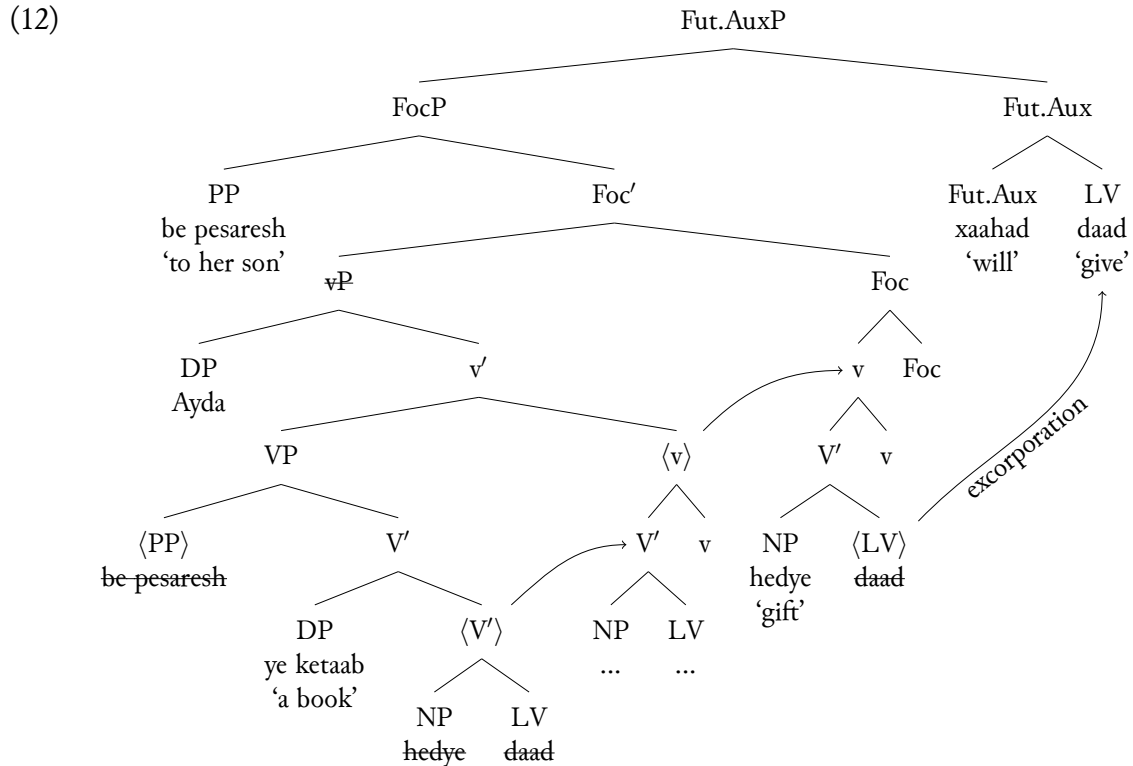 (12)
Fut.AuxP
FocP Fut.Aux
PP Foc′ Fut.Aux LV
be pesaresh xaahad daad
‘to her son’ ‘will’ ‘give’
vP Foc
DP v′ v Foc
Ayda
VP ⟨v⟩ V′ v
excorporation
⟨PP⟩ V′ V′ v NP ⟨LV⟩
be pesaresh hedye daad
‘gift’
DP ⟨V′⟩ NP LV
ye ketaab ... ...
‘a book’
NP LV
hedye daad